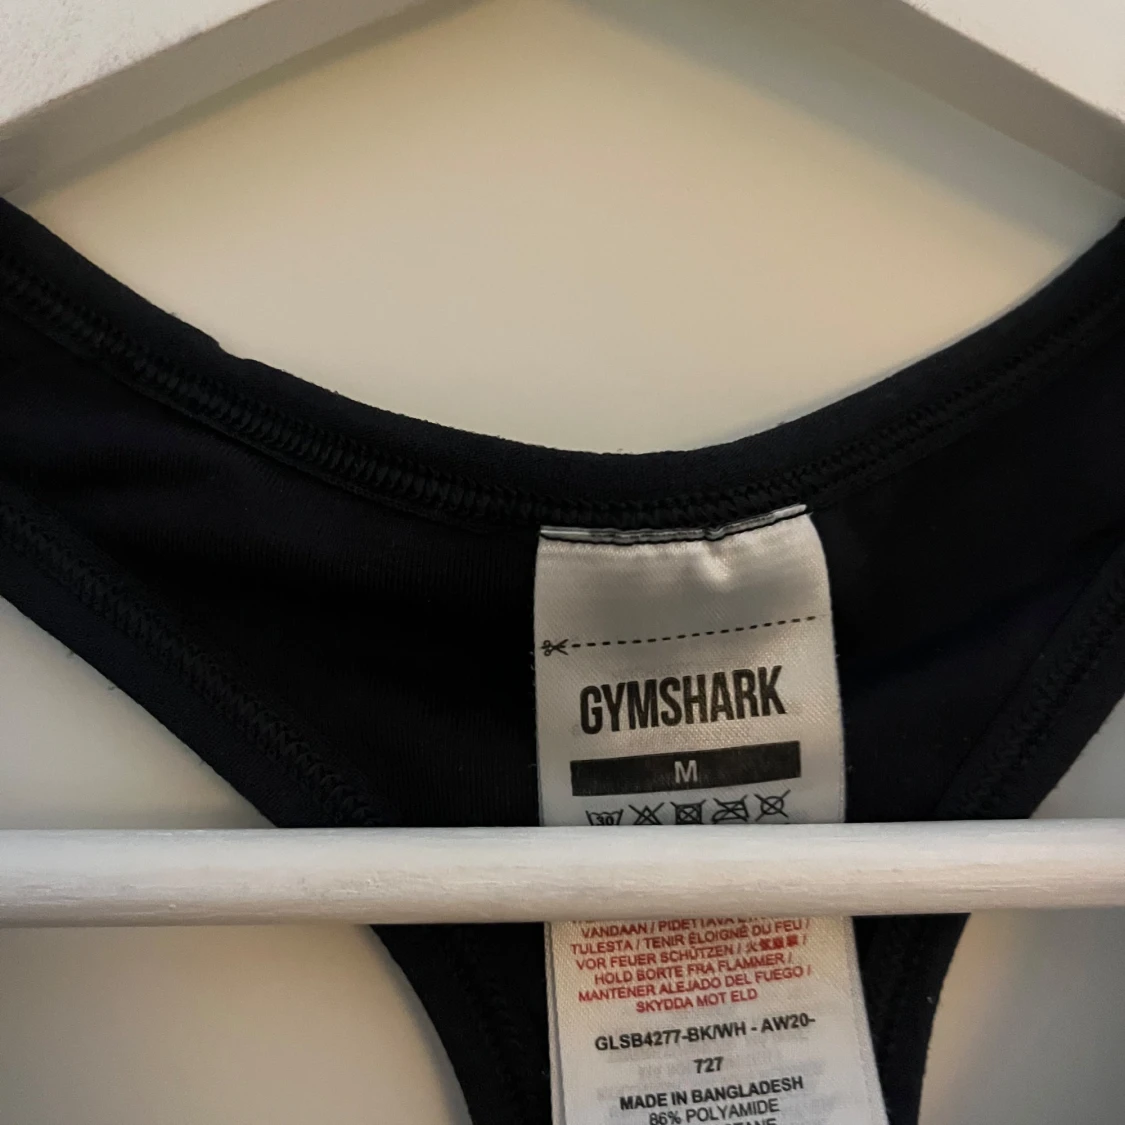 GYMSHARK
M
30
VANDAAN / PIDETTÄVÄ
TULESTA / TENIR ÉLOIGNÉ DU FEU /
VOR FEUER SCHÜTZEN /
HOLD BORTE FRA FLAMMER /
MANTENER ALEJADO DEL FUEGO /
SKYDDA MOT ELD
GLSB4277-BK/WH - AW20-
727
MADE IN BANGLADESH
86% POLYAMIDE